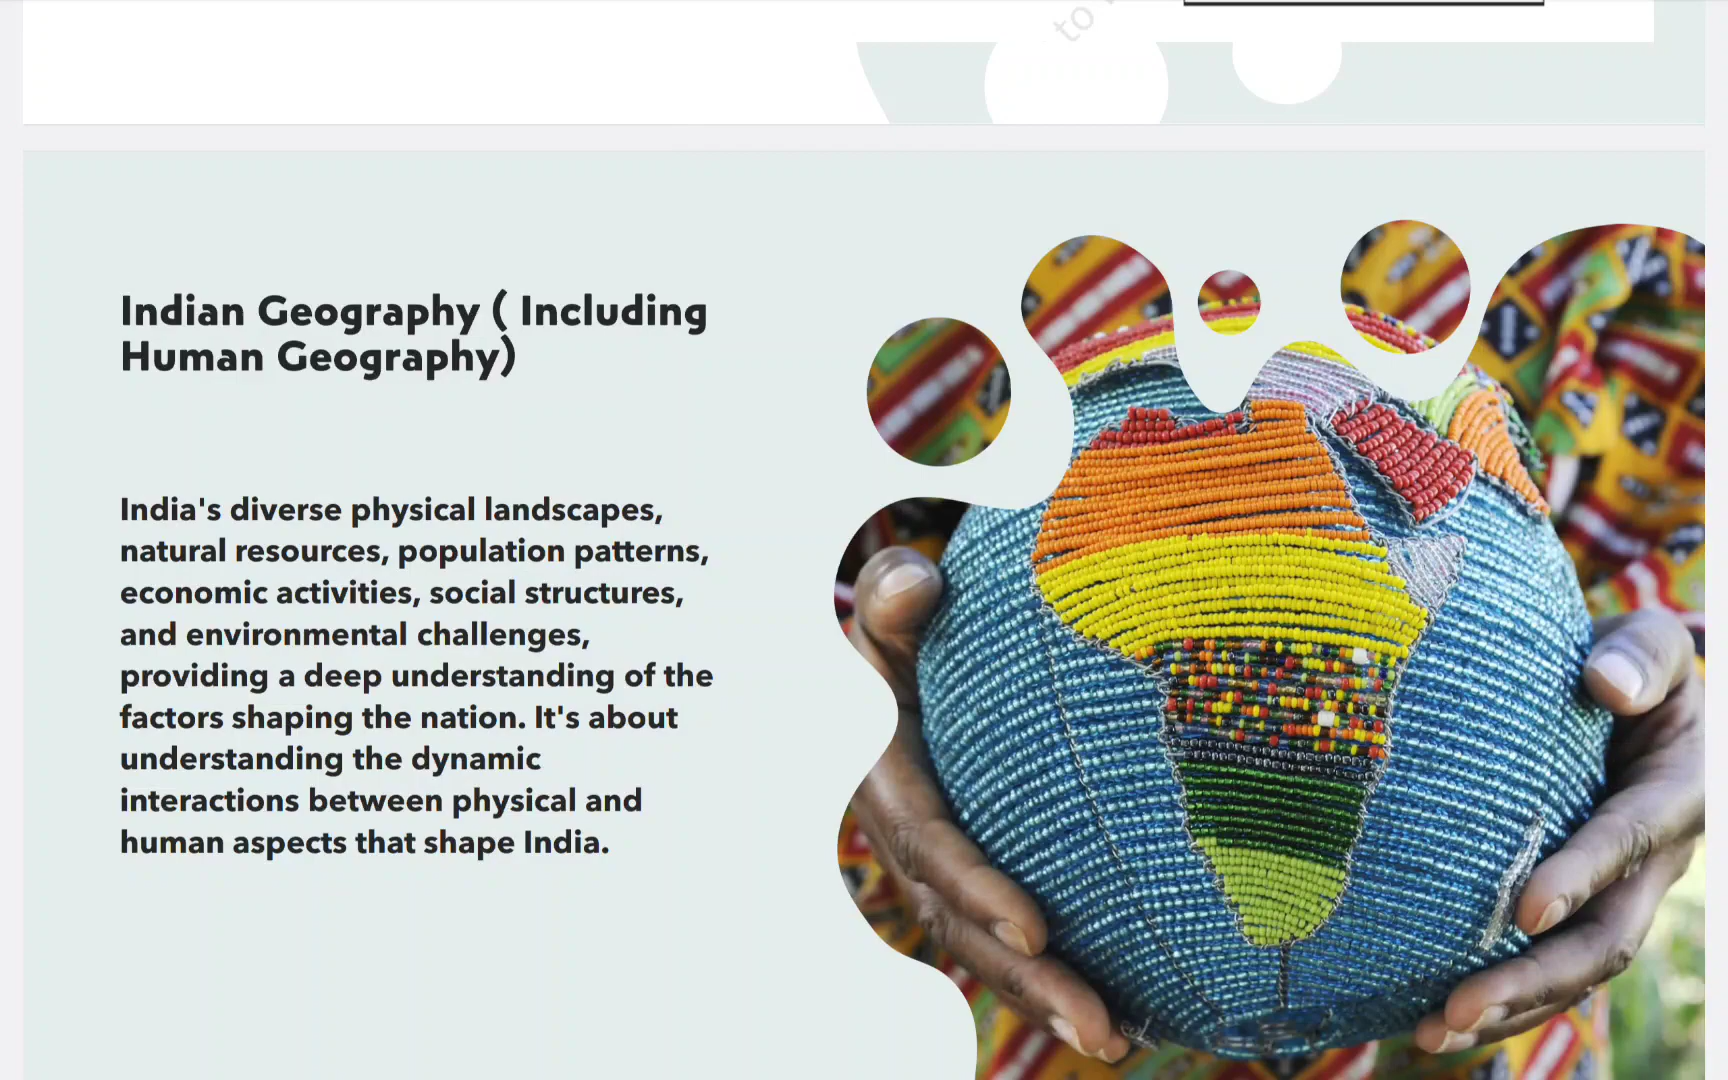 to
Indian Geography ( Including
Human Geography)
India's diverse physical landscapes,
natural resources, population patterns,
economic activities, social structures,
and environmental challenges,
providing a deep understanding of the
factors shaping the nation. It's about
understanding the dynamic
interactions between physical and
human aspects that shape India.